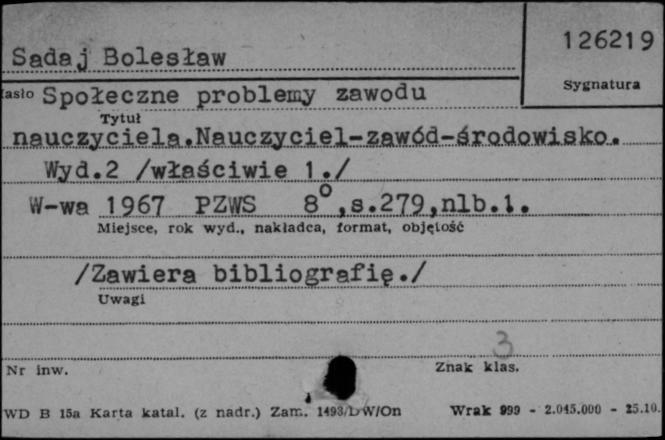 126219
Sadaj Bolesław
Sygnatura
Hasło Społeczne problemy zawodu
Tytuł
nauczyciela.Nauczyciel-zawód-środowisko.
Wyd.2 /właściwie 1./
W-wa 1967 PZWS 8°,s.279,nlb.1.
Miejsce, rok wyd., nakładca, format, objętość
/Zawiera bibliografię./
Uwagi
3
Nr inw. Znak klas.
WD B 15a Karta katal. (z nadr.) Zam. 1493/DW/On Wrak 999 - 2.045.000 - 25.10.